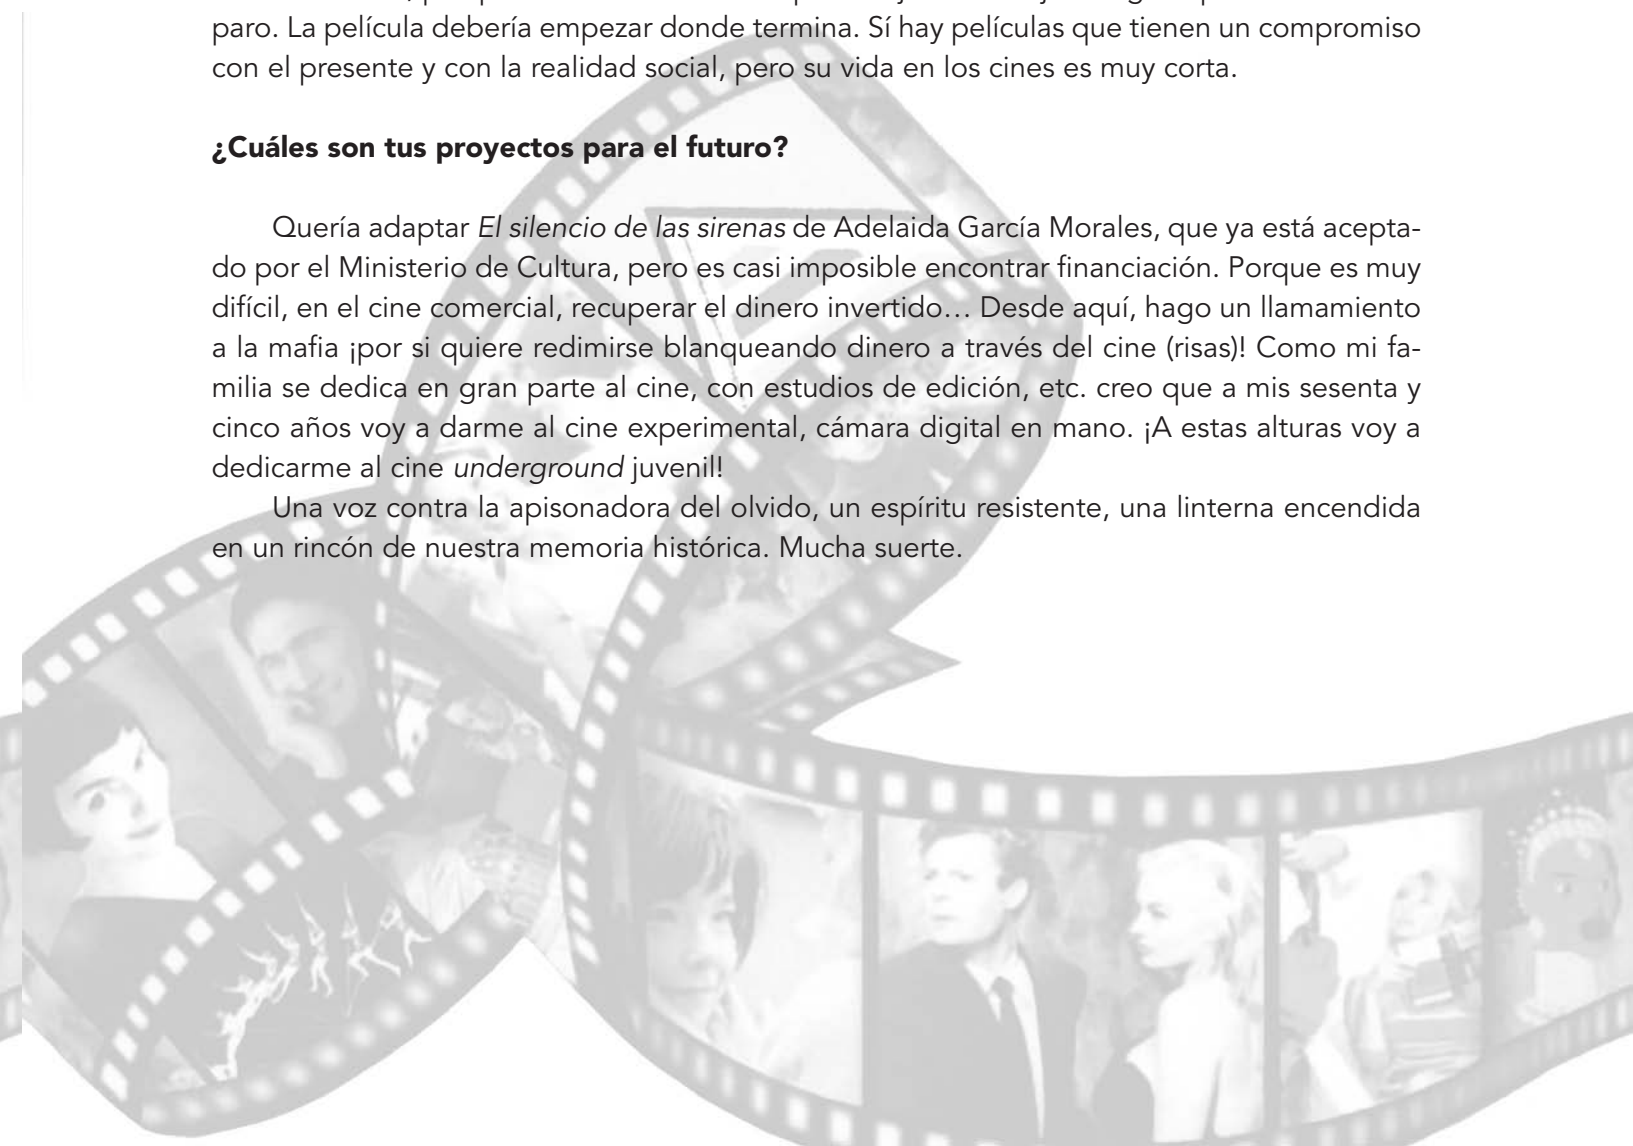 paro. La película debería empezar donde termina. Sí hay películas que tienen un compromiso
con el presente y con la realidad social, pero su vida en los cines es muy corta.
¿Cuáles son tus proyectos para el futuro?
Quería adaptar El silencio de las sirenas de Adelaida García Morales, que ya está acepta-
do por el Ministerio de Cultura, pero es casi imposible encontrar financiación. Porque es muy
difícil, en el cine comercial, recuperar el dinero invertido… Desde aquí, hago un llamamiento
a la mafia ¡por si quiere redimirse blanqueando dinero a través del cine (risas)! Como mi fa-
milia se dedica en gran parte al cine, con estudios de edición, etc. creo que a mis sesenta y
cinco años voy a darme al cine experimental, cámara digital en mano. ¡A estas alturas voy a
dedicarme al cine underground juvenil!
Una voz contra la apisonadora del olvido, un espíritu resistente, una linterna encendida
en un rincón de nuestra memoria histórica. Mucha suerte.